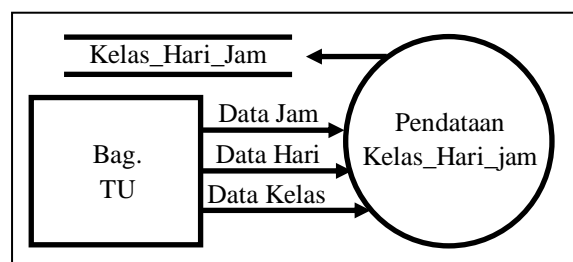 Kelas_Hari_Jam
Bag.
TU
Data Jam
Data Hari
Data Kelas
Pendataan
Kelas_Hari_jam